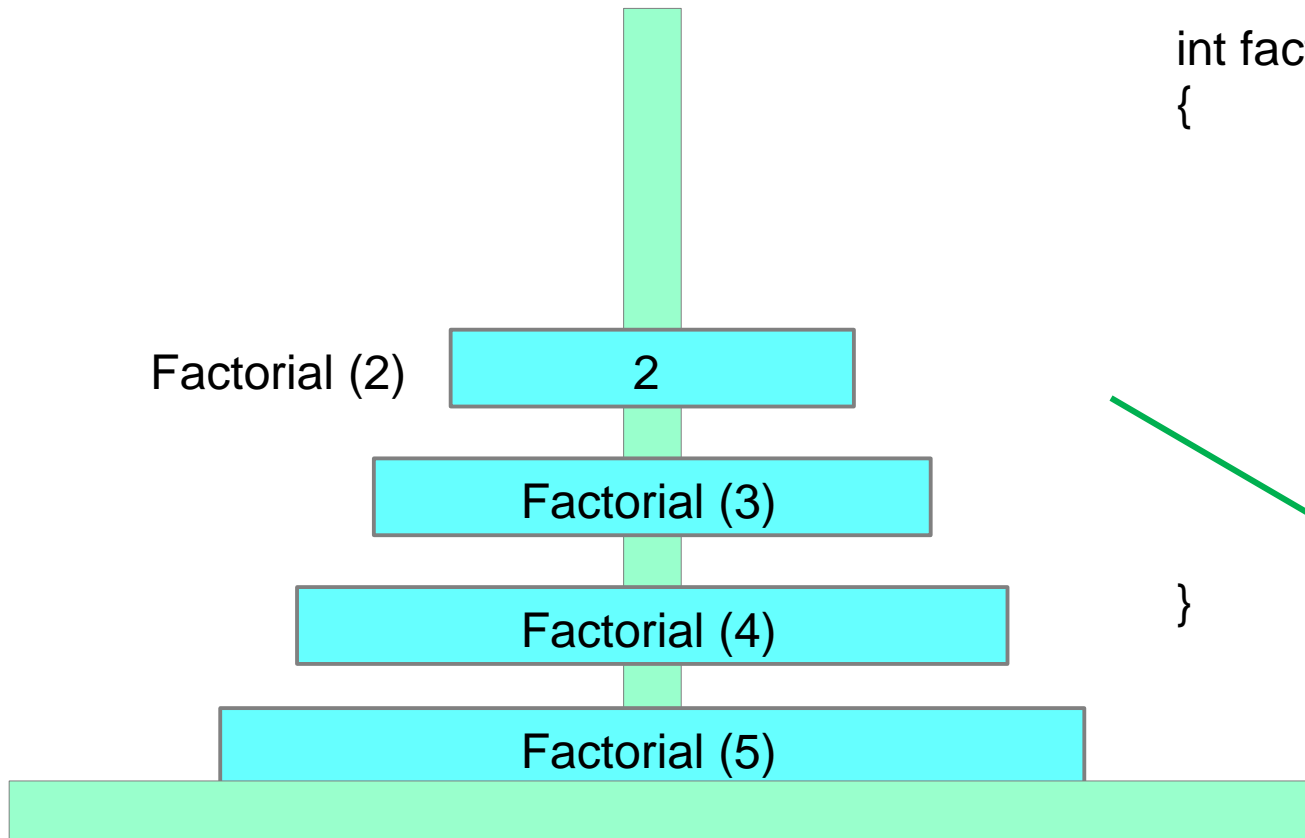 int fac
{
Factorial (2)
2
Factorial (3)
Factorial (4)
}
Factorial (5)